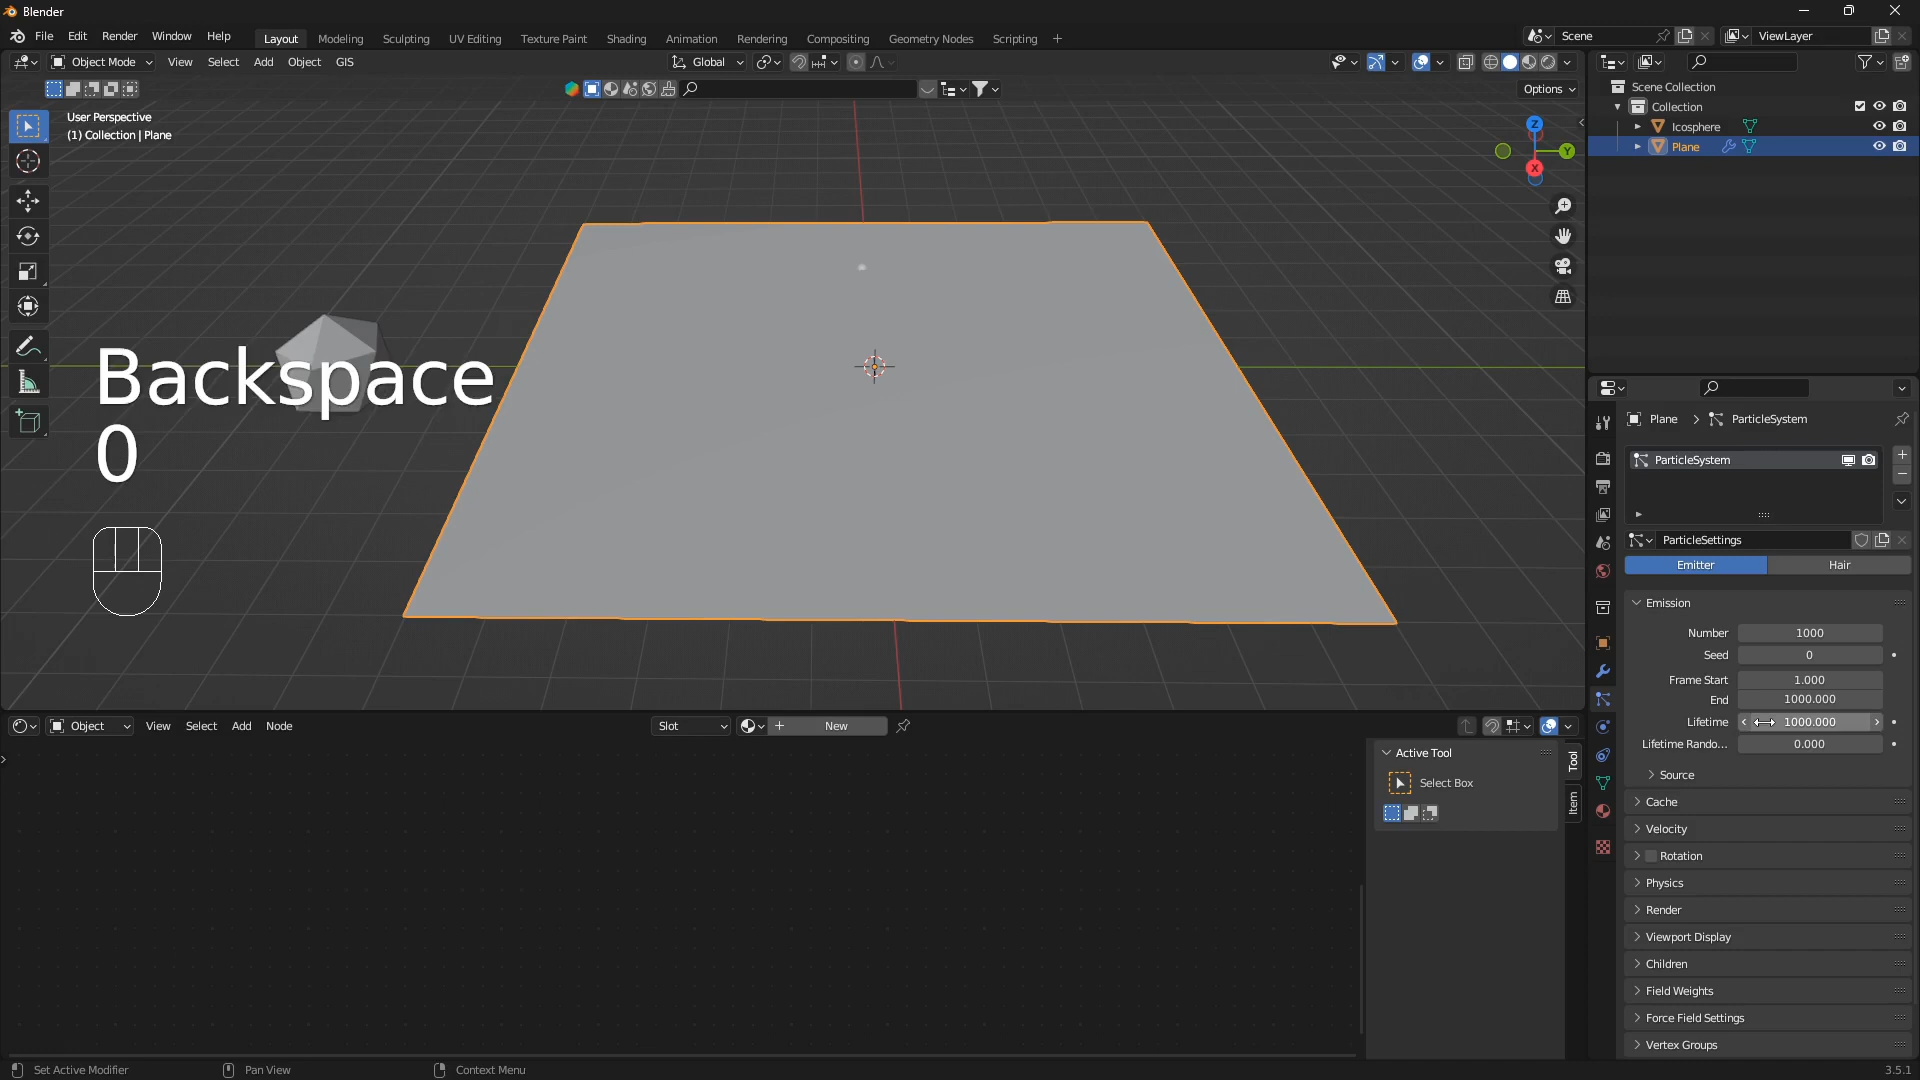 Blender
File Edit Render Window Help
Layout Modeling Sculpting UV Editing Texture Paint Shading Animation Rendering Compositing Geometry Nodes Scripting +
Scene
ViewLayer
Object Mode View Select Add Object GIS
Global
Options
User Perspective
(1) Collection | Plane
Z
Y
X
Scene Collection
Collection
Icosphere
Plane
Backspace
0
Plane > ParticleSystem
ParticleSystem
ParticleSettings
Emitter Hair
Emission
Number 1000
Seed 0
Frame Start 1.000
End 1000.000
Lifetime 1000.000
Lifetime Rando... 0.000
Source
Cache
Velocity
Rotation
Physics
Render
Viewport Display
Children
Field Weights
Force Field Settings
Vertex Groups
Object View Select Add Node
Slot
New
Active Tool
Select Box
Tool
Item
Set Active Modifier Pan View Context Menu
3.5.1